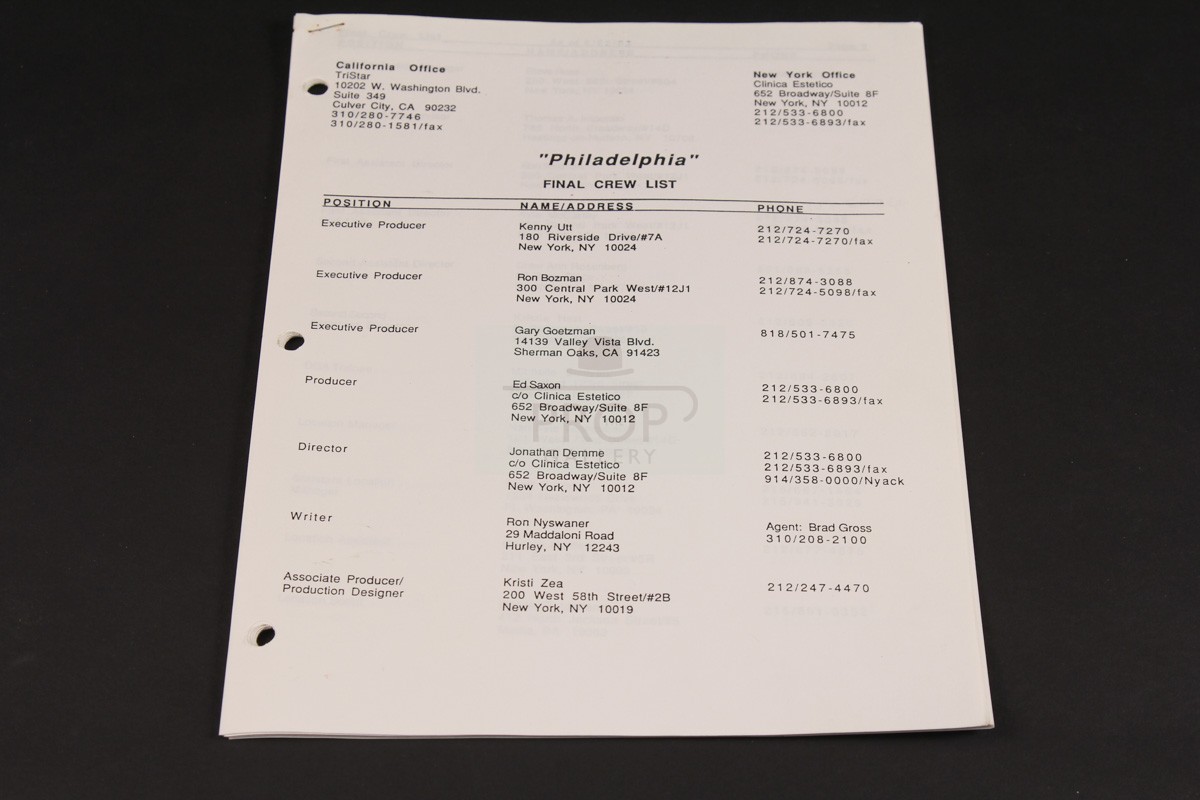 California Office
TriStar
10202 W. Washington Blvd.
Suite 349
Culver City, CA 90232
310/280-7746
310/280-1581/fax
New York Office
Clinica Estetico
652 Broadway/Suite 8F
New York, NY 10012
212/533-6800
212/533-6893/fax
"Philadelphia"
FINAL CREW LIST
POSITION NAME/ADDRESS PHONE
Executive Producer Kenny Utt 212/724-7270
180 Riverside Drive/#7A 212/724-7270/fax
New York, NY 10024
Executive Producer Ron Bozman 212/874-3088
300 Central Park West/#12J1 212/724-5098/fax
New York, NY 10024
Executive Producer Gary Goetzman 818/501-7475
14139 Valley Vista Blvd.
Sherman Oaks, CA 91423
Producer Ed Saxon 212/533-6800
c/o Clinica Estetico 212/533-6893/fax
652 Broadway/Suite 8F
New York, NY 10012
PROP
Director Jonathan Demme 212/533-6800
c/o Clinica Estetico 212/533-6893/fax
652 Broadway/Suite 8F 914/358-0000/Nyack
New York, NY 10012
Writer Ron Nyswaner Agent: Brad Gross
29 Maddaloni Road 310/208-2100
Hurley, NY 12243
Associate Producer/ Kristi Zea 212/247-4470
Production Designer 200 West 58th Street/#2B
New York, NY 10019